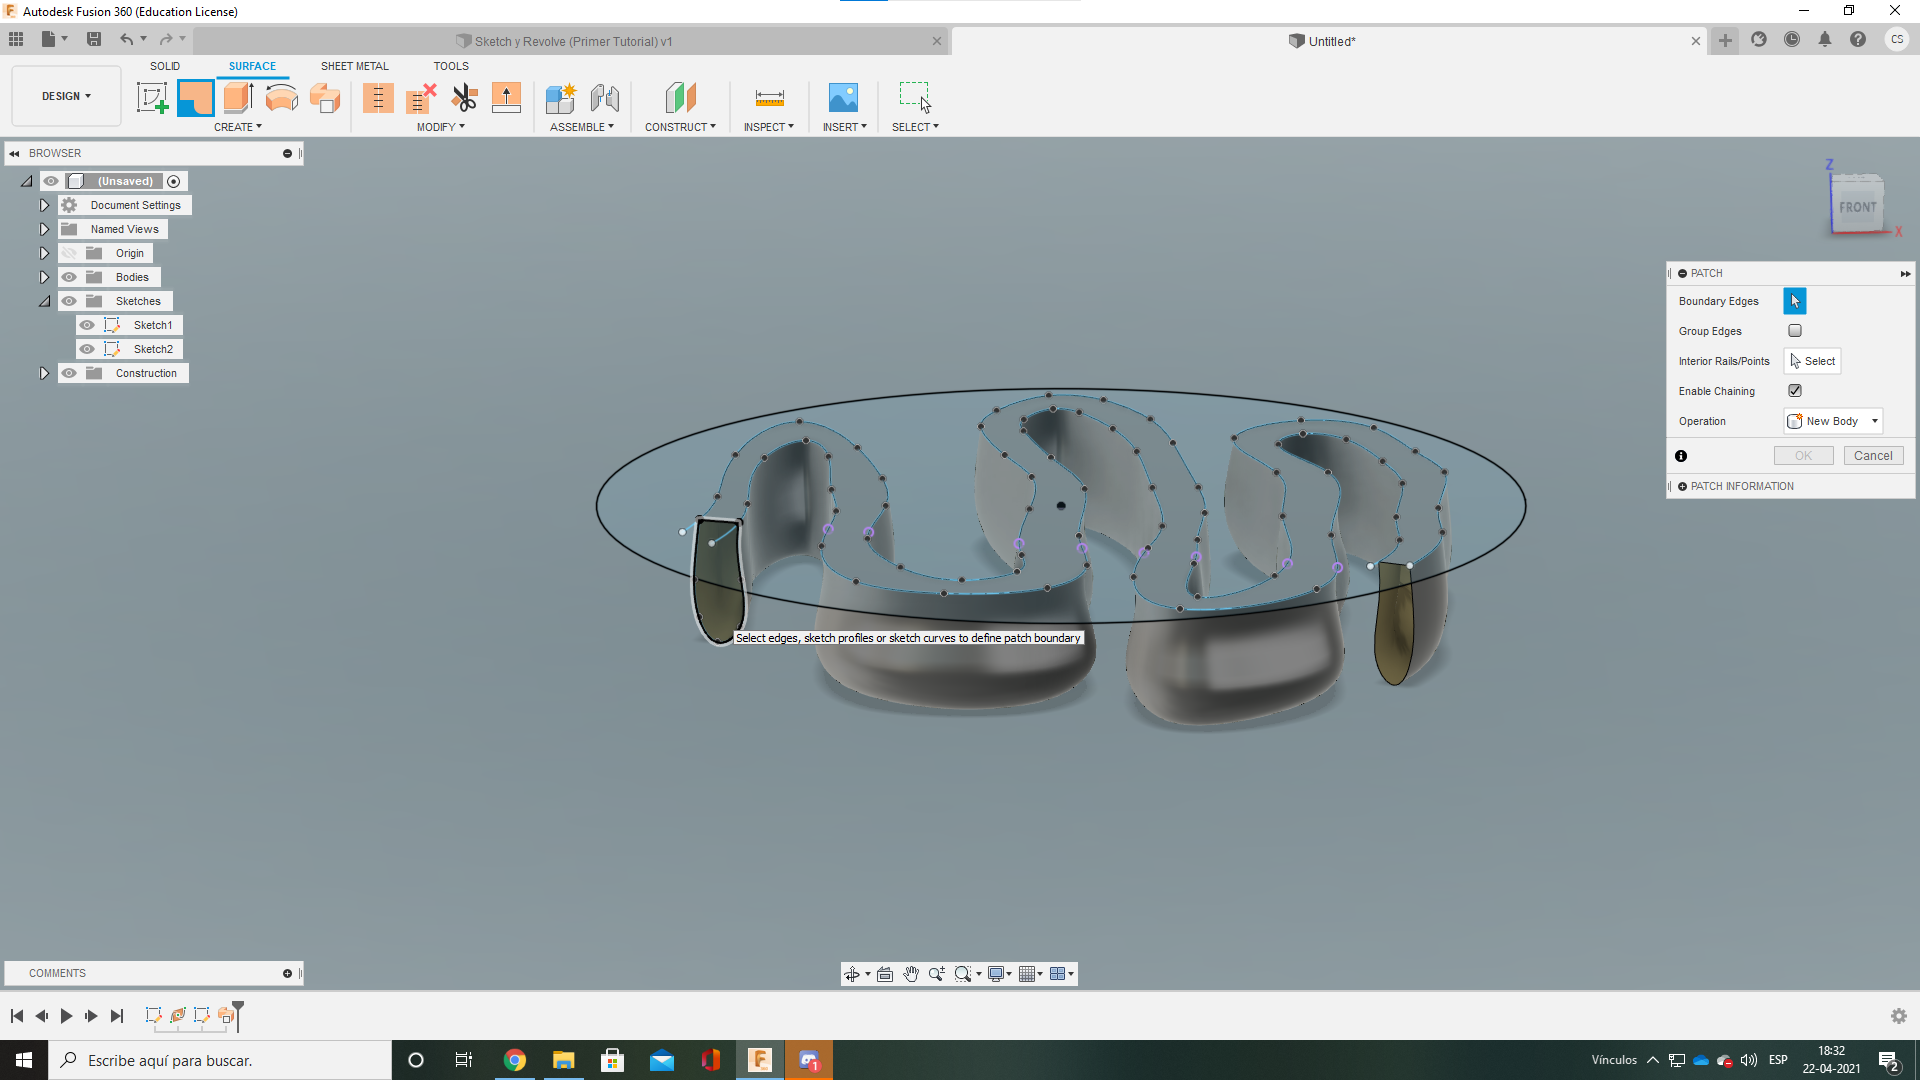 Autodesk Fusion 360 (Education License)
Sketch y Revolve (Primer Tutorial) v1
Untitled*
CS
SOLID
SURFACE
SHEET METAL
TOOLS
DESIGN
CREATE
MODIFY
ASSEMBLE
CONSTRUCT
INSPECT
INSERT
SELECT
BROWSER
(Unsaved)
Document Settings
Named Views
Origin
Bodies
Sketches
Sketch1
Sketch2
Construction
Z
FRONT
X
PATCH
Boundary Edges
Group Edges
Interior Rails/Points
Select
Enable Chaining
Operation
New Body
OK
Cancel
PATCH INFORMATION
Select edges, sketch profiles or sketch curves to define patch boundary
COMMENTS
Escribe aquí para buscar.
1
Vínculos
ESP
18:32
22-04-2021
2